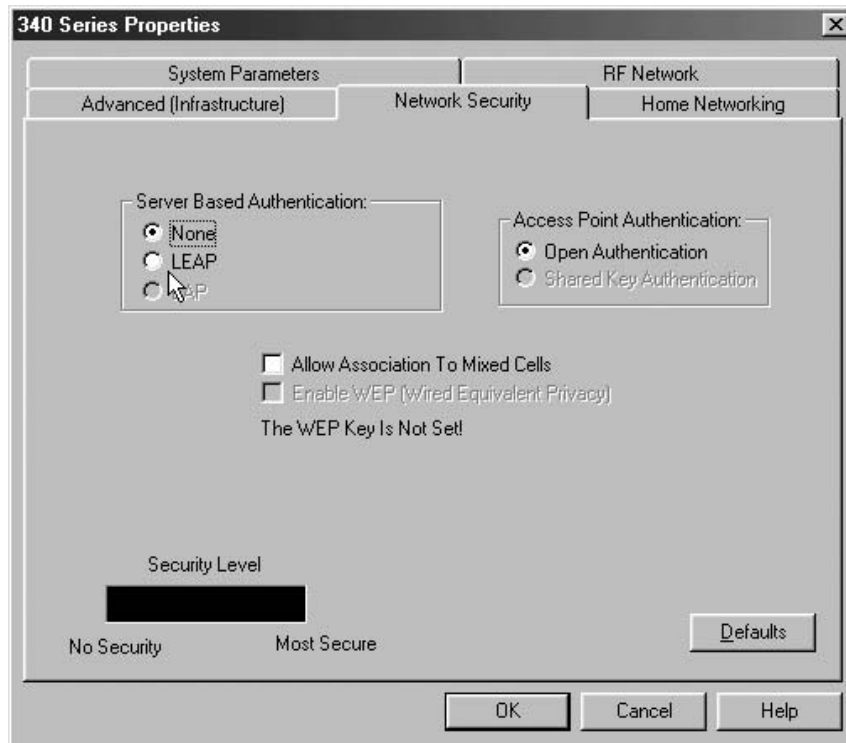 340 Series Properties
System Parameters
RF Network
Advanced (Infrastructure)
Network Security
Home Networking
Server Based Authentication:
None
LEAP
Access Point Authentication:
Open Authentication
Shared Key Authentication
Allow Association To Mixed Cells
Enable WEP (Wired Equivalent Privacy)
The WEP Key Is Not Set!
Security Level
No Security
Most Secure
Defaults
OK
Cancel
Help